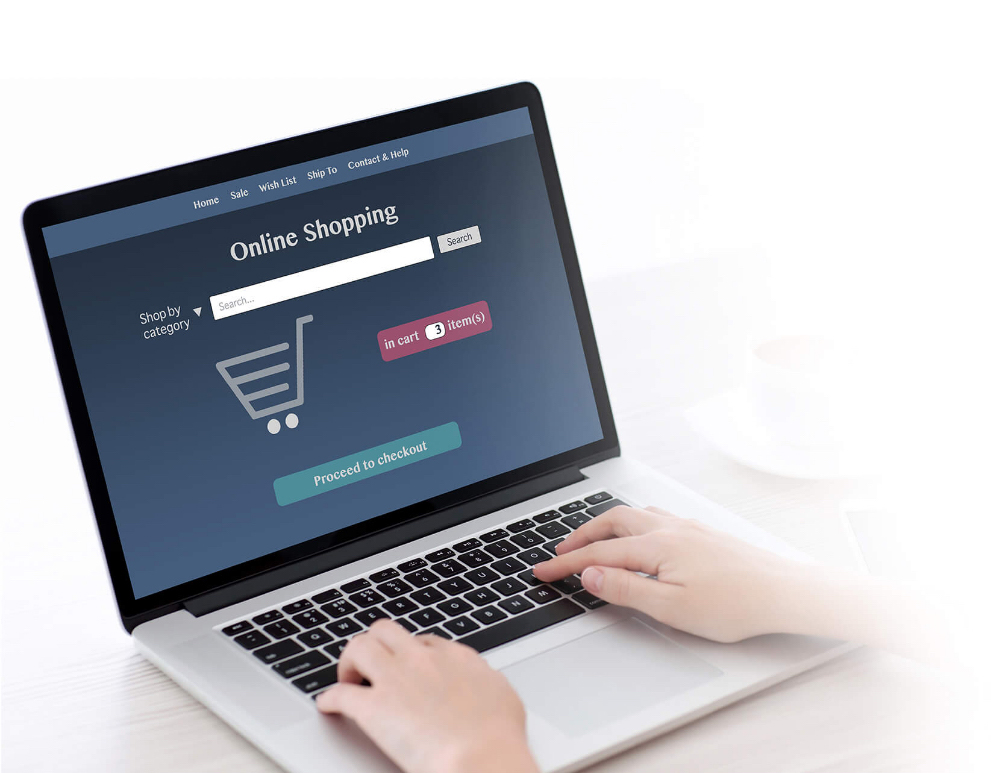 Home Sale Wish List Ship To Contact & Help
Online Shopping
Search... Search
Shop by
category ▼
in cart 3 item(s)
Proceed to checkout